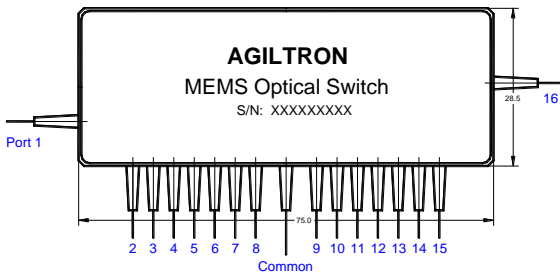 AGILTRON
MEMS Optical Switch
S/N: XXXXXXXXX
28.5
16
Port 1
75.0
2 3 4 5 6 7 8 9 10 11 12 13 14 15
Common